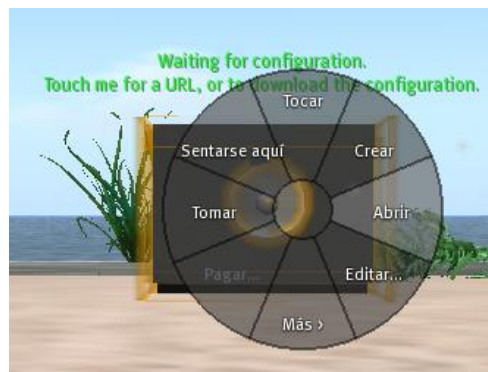 Waiting for configuration.
Touch me for a URL, or to download the configuration.
Tocar
Sentarse aquí
Crear
Tomar
Abrir
Pagar...
Editar...
Más >